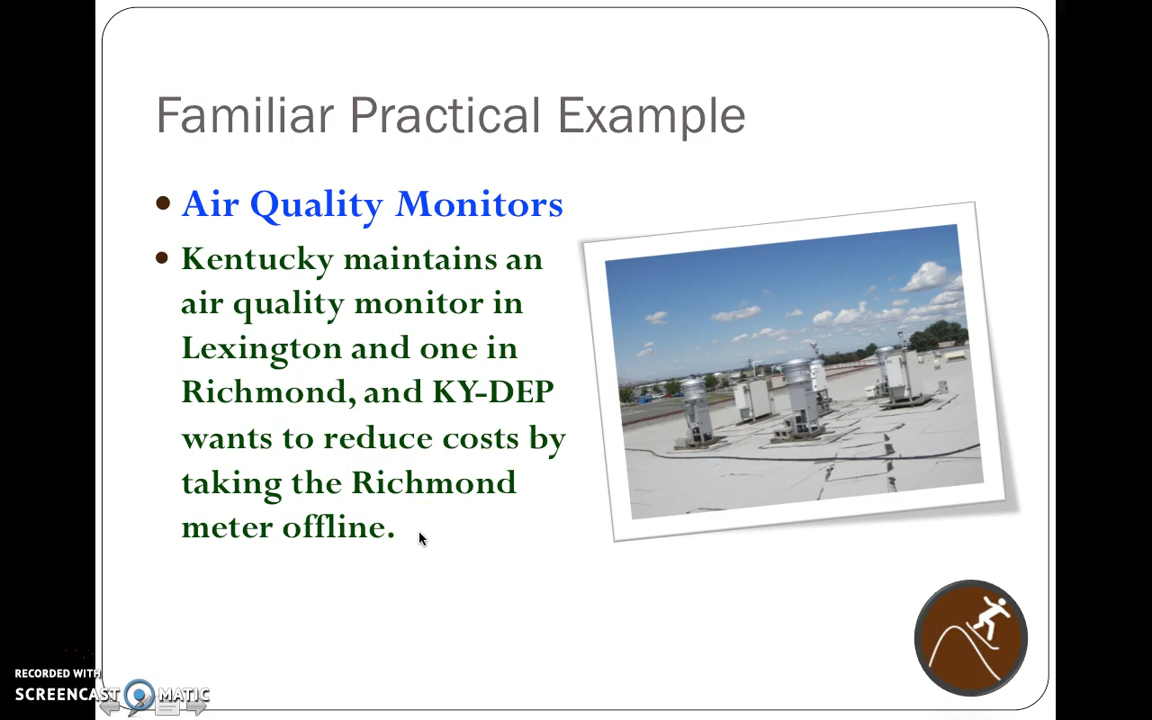 Familiar Practical Example
• Air Quality Monitors
• Kentucky maintains an
air quality monitor in
Lexington and one in
Richmond, and KY-DEP
wants to reduce costs by
taking the Richmond
meter offline.
RECORDED WITH
SCREENCAST MATIC